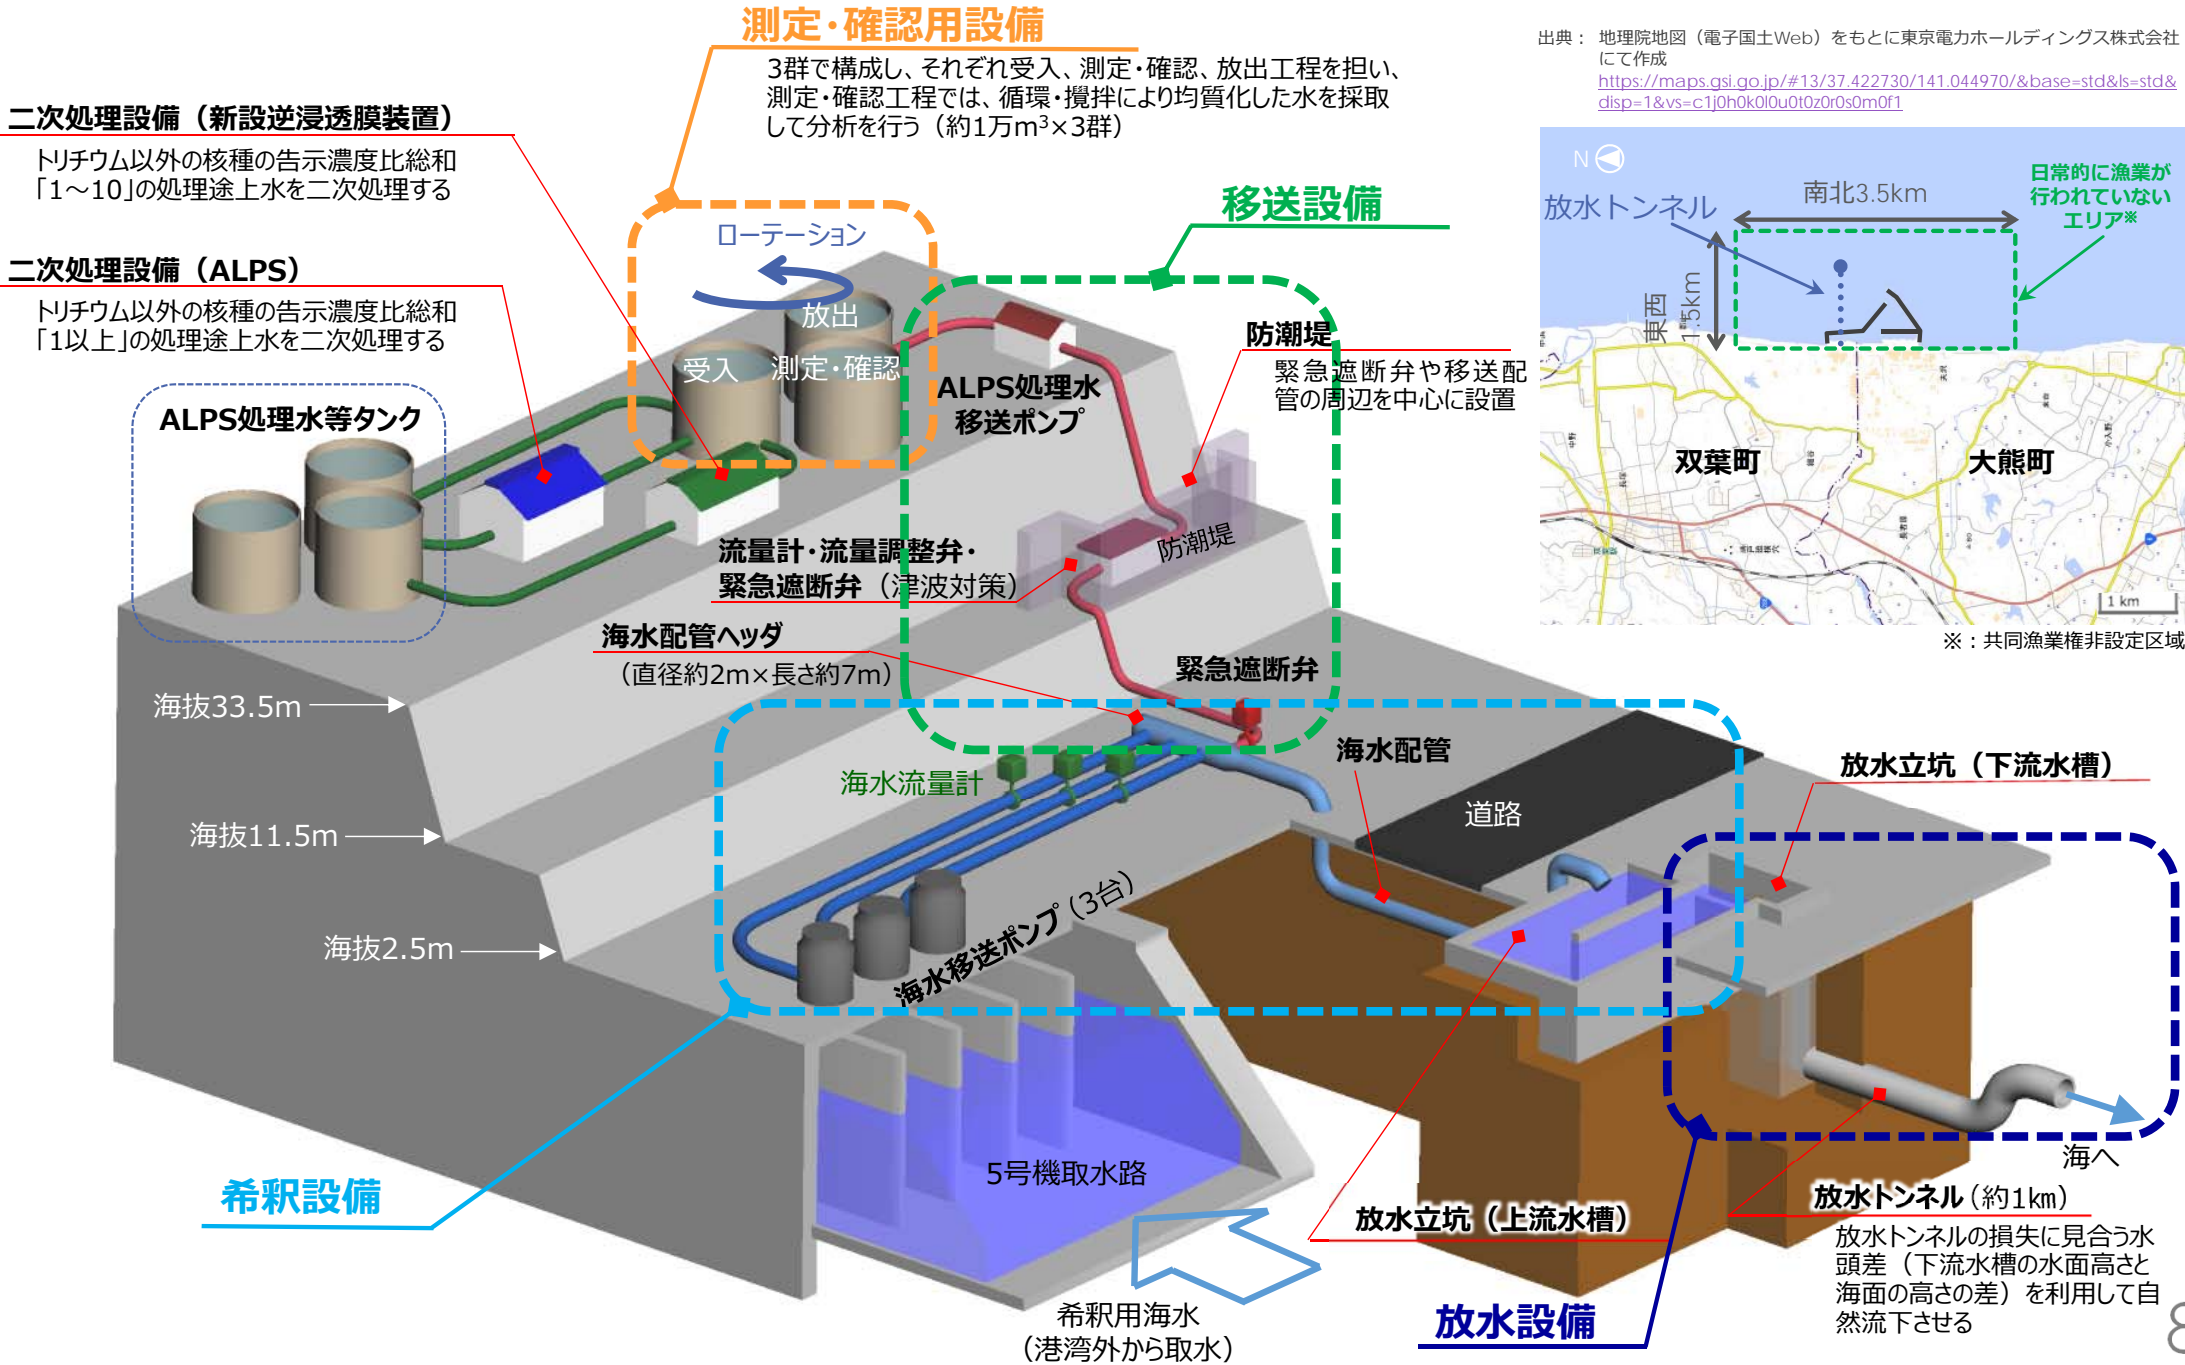 測定・確認用設備
3群で構成し、それぞれ受入、測定・確認、放出工程を担い、
測定・確認工程では、循環・攪拌により均質化した水を採取
して分析を行う（約1万m³×3群）
出典： 地理院地図（電子国土Web）をもとに東京電力ホールディングス株式会社
にて作成
https://maps.gsi.go.jp/#13/37.422730/141.044970/&base=std&ls=std&
disp=1&vs=c1j0h0k0l0u0t0z0r0s0m0f1
二次処理設備（新設逆浸透膜装置）
トリチウム以外の核種の告示濃度比総和
「1～10」の処理途上水を二次処理する
二次処理設備（ALPS）
トリチウム以外の核種の告示濃度比総和
「1以上」の処理途上水を二次処理する
ALPS処理水等タンク
ローテーション
放出
受入
測定・確認
移送設備
ALPS処理水
移送ポンプ
防潮堤
緊急遮断弁や移送配
管の周辺を中心に設置
防潮堤
N
放水トンネル
南北3.5km
東西
1.5km
日常的に漁業が
行われていない
エリア※
双葉町
大熊町
1 km
※：共同漁業権非設定区域
流量計・流量調整弁・
緊急遮断弁（津波対策）
海水配管ヘッダ
（直径約2m×長さ約7m）
緊急遮断弁
海抜33.5m
海抜11.5m
海抜2.5m
海水流量計
海水配管
道路
放水立坑（下流水槽）
海水移送ポンプ（3台）
5号機取水路
希釈設備
希釈用海水
（港湾外から取水）
放水立坑（上流水槽）
放水設備
海へ
放水トンネル（約1km）
放水トンネルの損失に見合う水
頭差（下流水槽の水面高さと
海面の高さの差）を利用して自
然流下させる
8